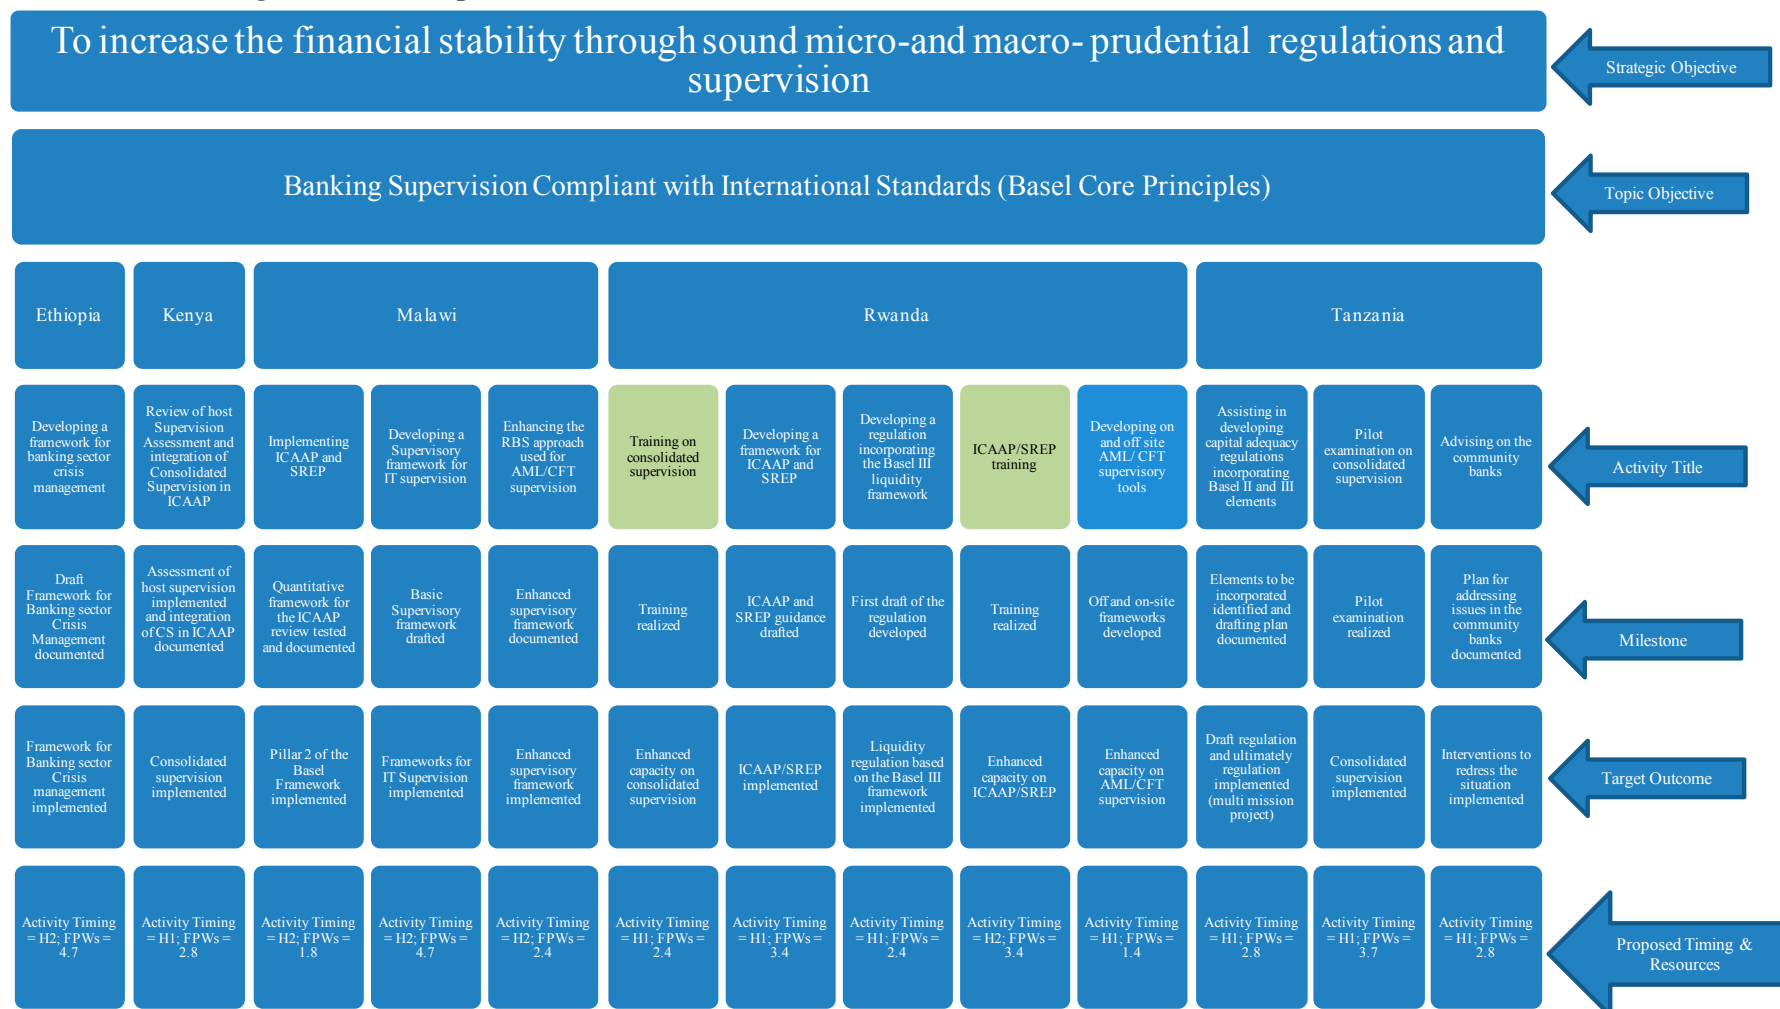 To increase the financial stability through sound micro-and macro- prudential regulations and
supervision
Strategic Objective
Banking Supervision Compliant with International Standards (Basel Core Principles)
Topic Objective
Ethiopia
Kenya
Malawi
Rwanda
Tanzania
Developing a
framework for
banking sector
crisis
management
Review of host
Supervision
Assessment and
integration of
Consolidated
Supervision in
ICAAP
Implementing
ICAAP and
SREP
Developing a
Supervisory
framework for
IT supervision
Enhancing the
RBS approach
used for
AML/CFT
supervision
Training on
consolidated
supervision
Developing a
framework for
ICAAP and
SREP
Developing a
regulation
incorporating
the Basel III
liquidity
framework
ICAAP/SREP
training
Developing on
and off site
AML/ CFT
supervisory
tools
Assisting in
developing
capital adequacy
regulations
incorporating
Basel II and III
elements
Pilot
examination on
consolidated
supervision
Advising on the
community
banks
Activity Title
Draft
Framework for
Banking sector
Crisis
Management
documented
Assessment of
host supervision
implemented
and integration
of CS in ICAAP
documented
Quantitative
framework for
the ICAAP
review tested
and documented
Basic
Supervisory
framework
drafted
Enhanced
supervisory
framework
documented
Training
realized
ICAAP and
SREP guidance
drafted
First draft of the
regulation
developed
Training
realized
Off and on-site
frameworks
developed
Elements to be
incorporated
identified and
drafting plan
documented
Pilot
examination
realized
Plan for
addressing
issues in the
community
banks
documented
Milestone
Framework for
Banking sector
Crisis
management
implemented
Consolidated
supervision
implemented
Pillar 2 of the
Basel
Framework
implemented
Frameworks for
IT Supervision
implemented
Enhanced
supervisory
framework
implemented
Enhanced
capacity on
consolidated
supervision
ICAAP/SREP
implemented
Liquidity
regulation based
on the Basel III
framework
implemented
Enhanced
capacity on
ICAAP/SREP
Enhanced
capacity on
AML/CFT
supervision
Draft regulation
and ultimately
regulation
implemented
(multi mission
project)
Consolidated
supervision
implemented
Interventions to
redress the
situation
implemented
Target Outcome
Activity Timing
= H2; FPWs =
4.7
Activity Timing
= H1; FPWs =
2.8
Activity Timing
= H2; FPWs =
1.8
Activity Timing
= H2; FPWs =
4.7
Activity Timing
= H2; FPWs =
2.4
Activity Timing
= H1; FPWs =
2.4
Activity Timing
= H1; FPWs =
3.4
Activity Timing
= H1; FPWs =
2.4
Activity Timing
= H2; FPWs =
3.4
Activity Timing
= H1; FPWs =
1.4
Activity Timing
= H1; FPWs =
2.8
Activity Timing
= H1; FPWs =
3.7
Activity Timing
= H1; FPWs =
2.8
Proposed Timing &
Resources